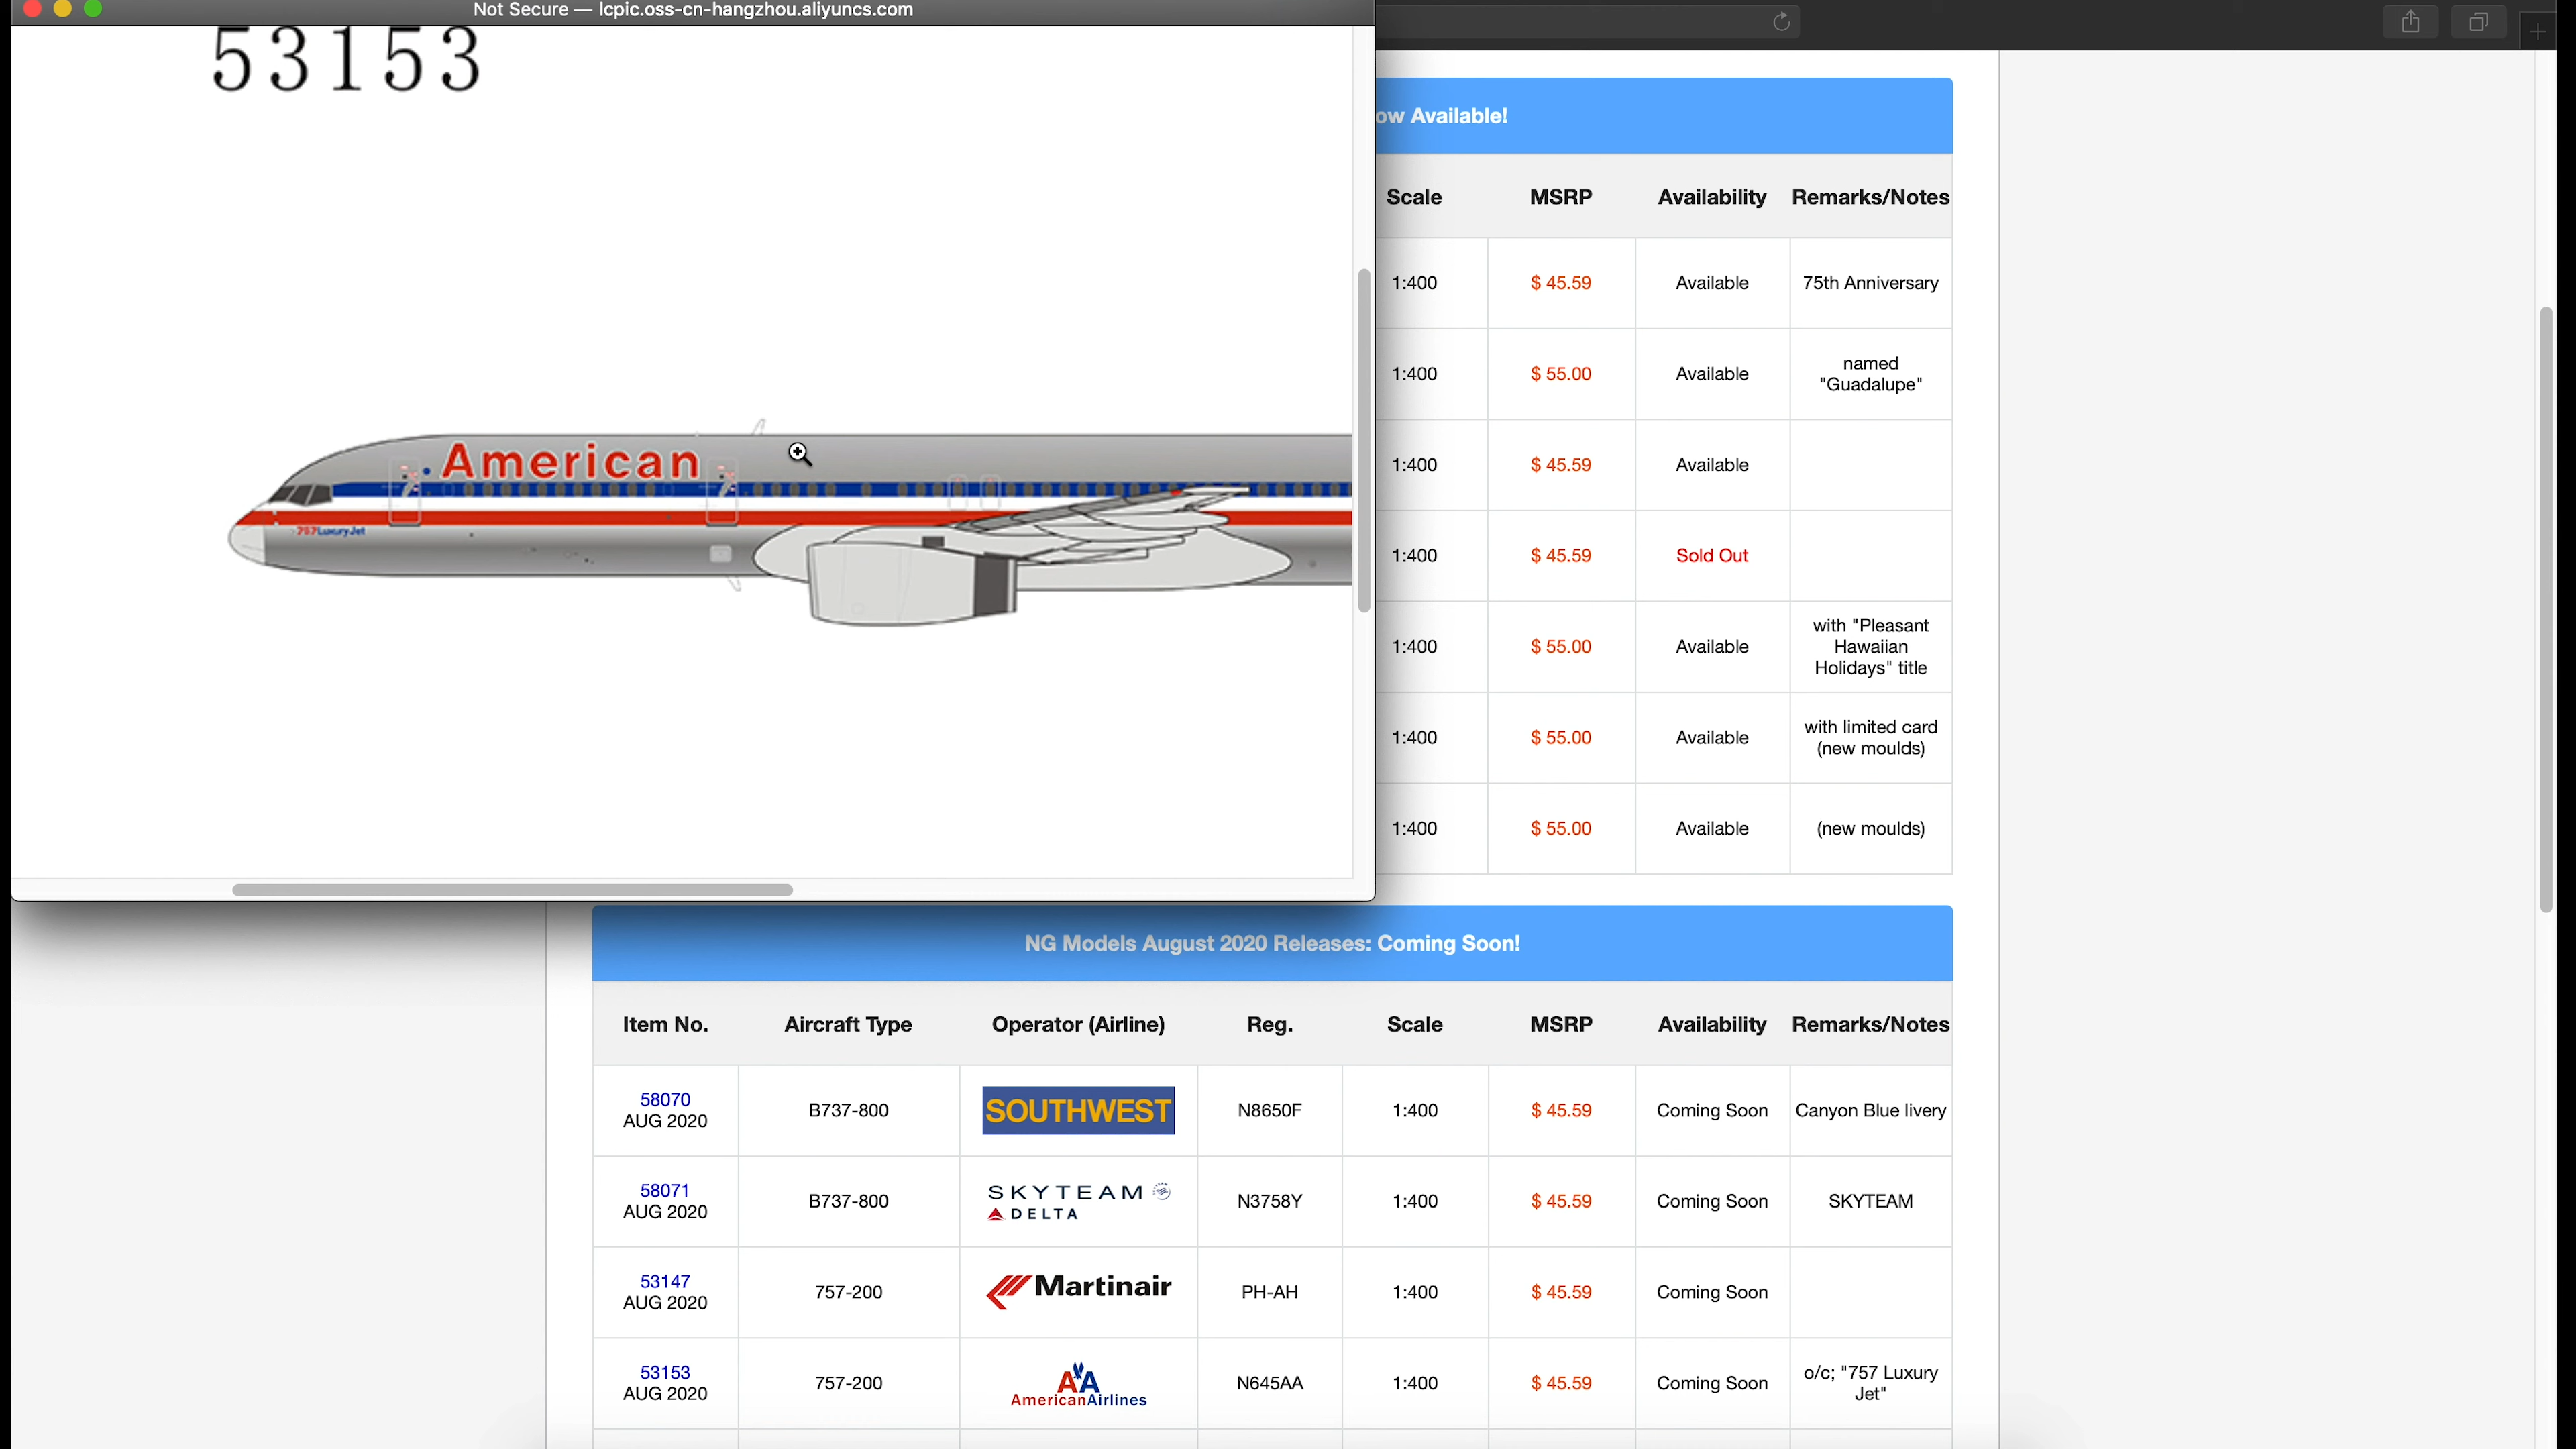 Not Secure — lcpic.oss-cn-hangzhou.aliyuncs.com
53153
American
757LuxuryJet
ow Available!
Scale MSRP Availability Remarks/Notes
1:400 $ 45.59 Available 75th Anniversary
1:400 $ 55.00 Available named
"Guadalupe"
1:400 $ 45.59 Available
1:400 $ 45.59 Sold Out
1:400 $ 55.00 Available with "Pleasant
Hawaiian
Holidays" title
1:400 $ 55.00 Available with limited card
(new moulds)
1:400 $ 55.00 Available (new moulds)
NG Models August 2020 Releases: Coming Soon!
Item No. Aircraft Type Operator (Airline) Reg. Scale MSRP Availability Remarks/Notes
58070
AUG 2020 B737-800 SOUTHWEST N8650F 1:400 $ 45.59 Coming Soon Canyon Blue livery
58071
AUG 2020 B737-800 SKYTEAM
DELTA N3758Y 1:400 $ 45.59 Coming Soon SKYTEAM
53147
AUG 2020 757-200 Martinair PH-AH 1:400 $ 45.59 Coming Soon
53153
AUG 2020 757-200 AA
AmericanAirlines N645AA 1:400 $ 45.59 Coming Soon o/c; "757 Luxury
Jet"